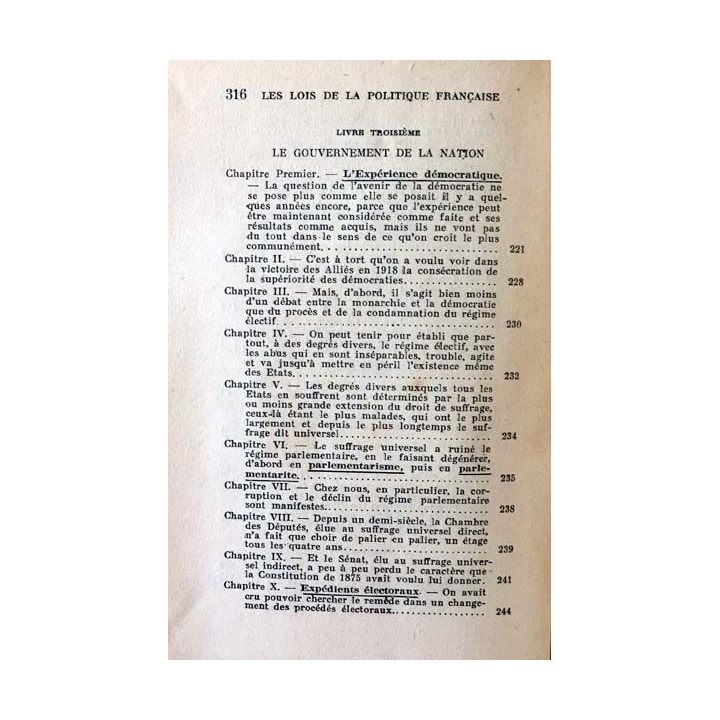 316 LES LOIS DE LA POLITIQUE FRANÇAISE
LIVRE TROISIÈME
LE GOUVERNEMENT DE LA NATION
Chapitre Premier. — L'Expérience démocratique.
— La question de l'avenir de la démocratie ne
se pose plus comme elle se posait il y a quel-
ques années encore, parce que l'expérience peut
être maintenant considérée comme faite et ses
résultats comme acquis, mais ils ne vont pas
du tout dans le sens de ce qu'on croit le plus
communément. 221
Chapitre II. — C'est à tort qu'on a voulu voir dans
la victoire des Alliés en 1918 la consécration de
la supériorité des démocraties. 228
Chapitre III. — Mais, d'abord, il s'agit bien moins
d'un débat entre la monarchie et la démocratie
que du procès et de la condamnation du régime
électif. 230
Chapitre IV. — On peut tenir pour établi que par-
tout, à des degrés divers, le régime électif, avec
les abus qui en sont inséparables, trouble, agite
et va jusqu'à mettre en péril l'existence même
des Etats. 232
Chapitre V. — Les degrés divers auxquels tous les
Etats en souffrent sont déterminés par la plus
ou moins grande extension du droit de suffrage,
ceux-là étant le plus malades, qui ont le plus
largement et depuis le plus longtemps le suf-
frage dit universel. 234
Chapitre VI. — Le suffrage universel a ruiné le
régime parlementaire, en le faisant dégénérer,
d'abord en parlementarisme, puis en parle-
mentarite. 235
Chapitre VII. — Chez nous, en particulier, la cor-
ruption et le déclin du régime parlementaire
sont manifestes. 238
Chapitre VIII. — Depuis un demi-siècle, la Chambre
des Députés, élue au suffrage universel direct,
n'a fait que choir de palier en palier, un étage
tous les quatre ans. 239
Chapitre IX. — Et le Sénat, élu au suffrage univer-
sel indirect, a peu à peu perdu le caractère que
la Constitution de 1875 avait voulu lui donner. 241
Chapitre X. — Expédients électoraux. — On avait
cru pouvoir chercher le remède dans un change-
ment des procédés électoraux. 244